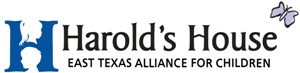 Harold's House
EAST TEXAS ALLIANCE FOR CHILDREN